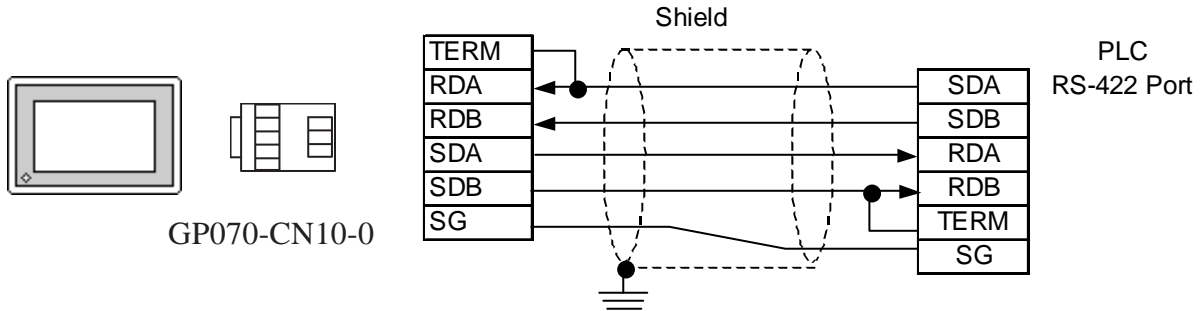 Shield
TERM
RDA
RDB
SDA
SDB
SG
GP070-CN10-0
PLC
RS-422 Port
SDA
SDB
RDA
RDB
TERM
SG